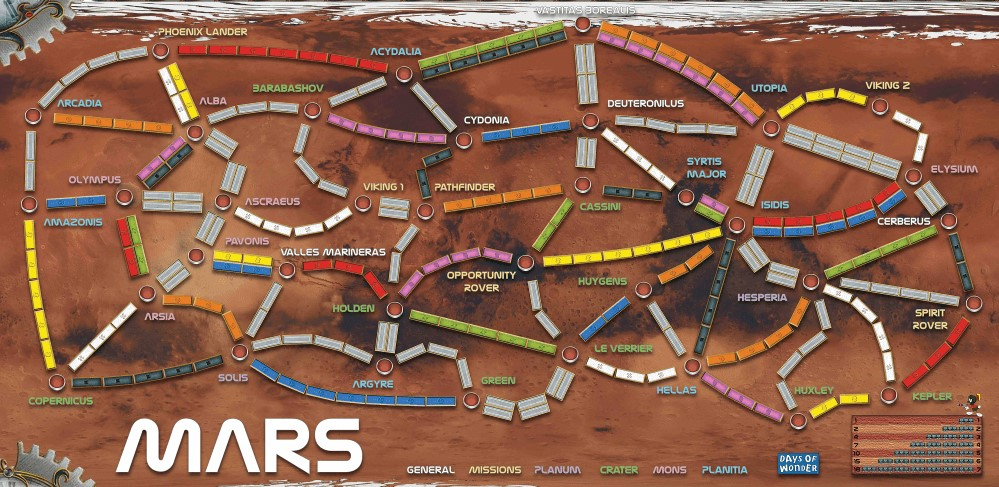 VASTITAS BOREALIS
PHOENIX LANDER
ACYDALIA
BARABASHOV
UTOPIA
VIKING 2
ARCADIA
ALBA
DEUTERONILUS
CYDONIA
SYRTIS
MAJOR
ELYSIUM
OLYMPUS
VIKING 1
PATHFINDER
ASCRAEUS
CASSINI
ISIDIS
AMAZONIS
CERBERUS
PAVONIS
VALLES MARINERAS
OPPORTUNITY
ROVER
HUYGENS
HESPERIA
ARSIA
HOLDEN
SPIRIT
ROVER
LE VERRIER
SOLIS
ARGYRE
GREEN
HELLAS
HUXLEY
KEPLER
COPERNICUS
MARS
GENERAL MISSIONS PLANUM CRATER MONS PLANITIA
DAYS OF
WONDER